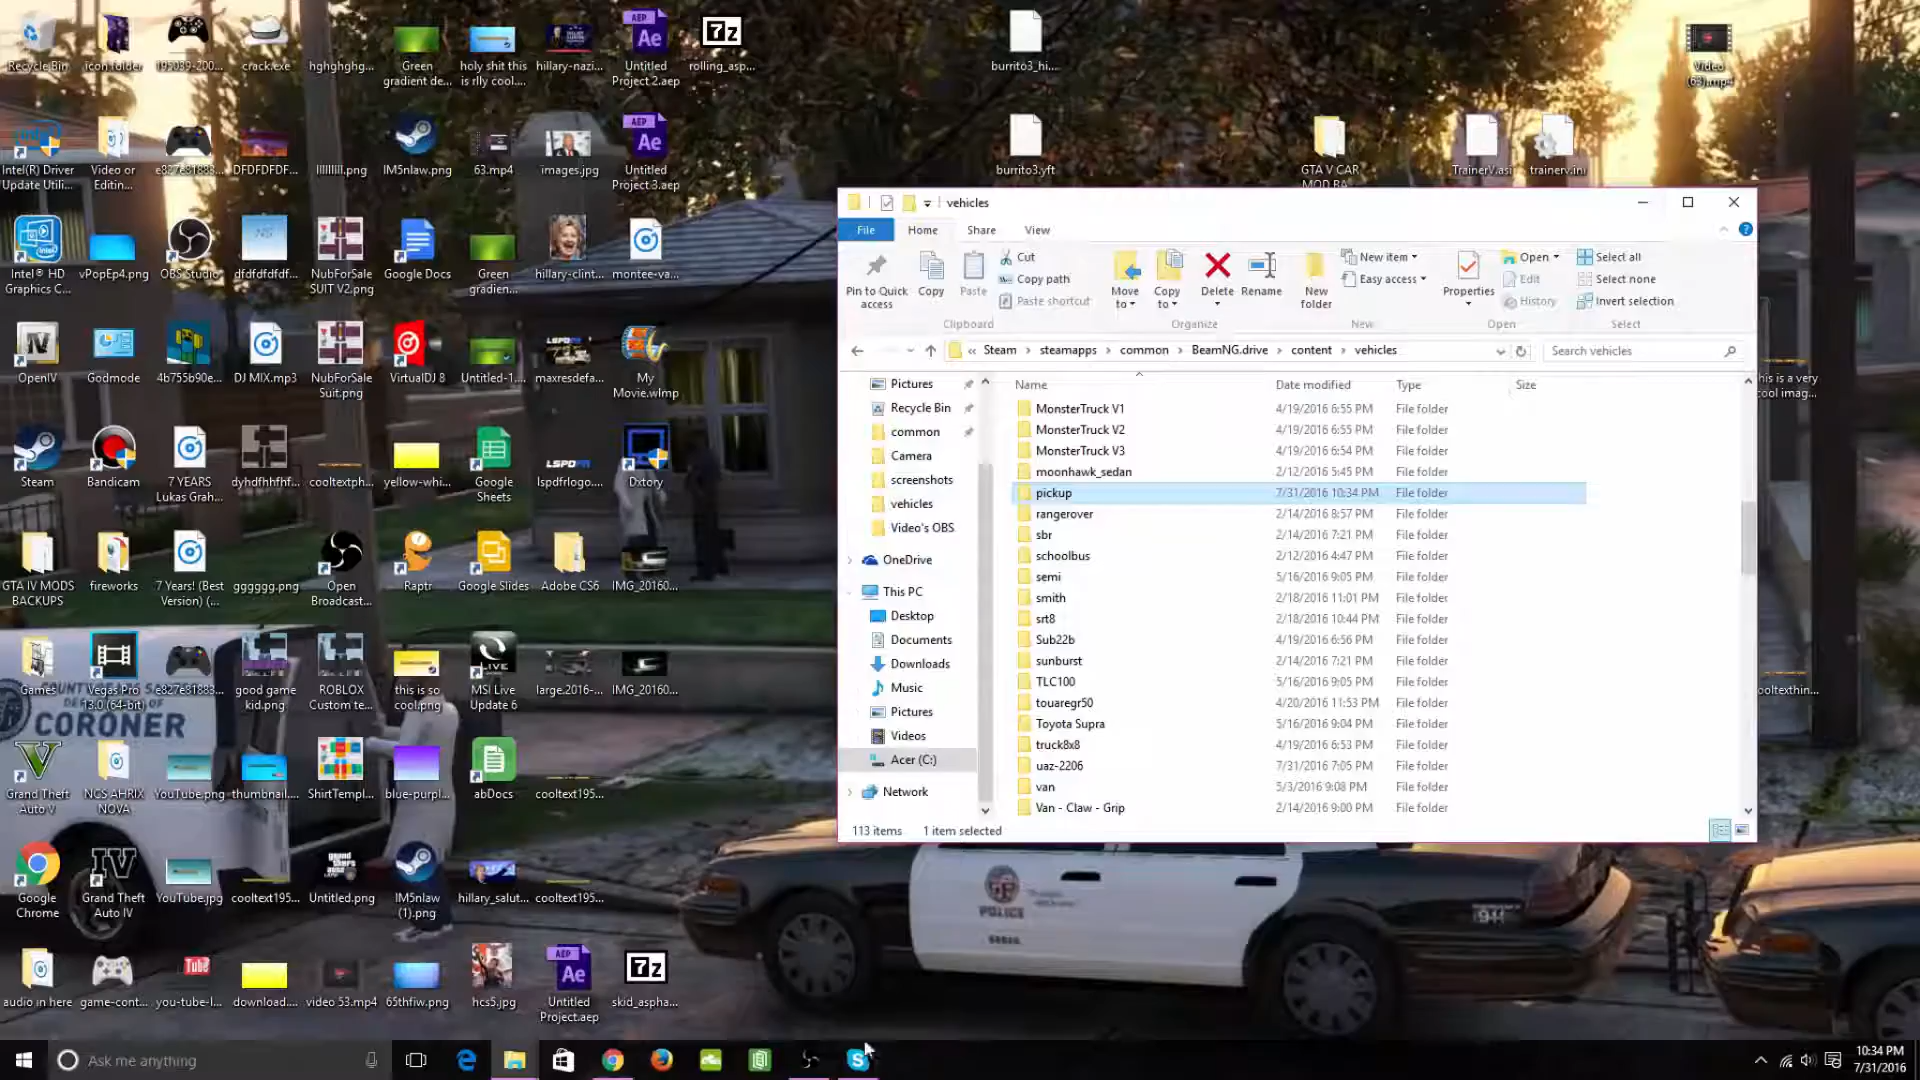 Recycle Bin
icon folder
195039-200...
crack.exe
hghghghg...
Green
gradient de...
holy shit this
is rlly cool....
hillary-nazi...
Untitled
Project 2.aep
rolling_asp...
burrito3_hi...
Video
(63).mp4
Intel(R) Driver
Update Utili...
Video or
Editin...
e827e81883...
DFDFDFDF...
lllllllll.png
IM5nlaw.png
63.mp4
images.jpg
Untitled
Project 3.aep
burrito3.yft
GTA V CAR
TrainerV.asi
trainerv.ini
Intel® HD
Graphics C...
vPopEp4.png
OBS Studio
dfdfdfdfdf...
NubForSale
SUIT V2.png
Google Docs
Green
gradien...
hillary-clint...
montee-va...
OpenIV
Godmode
4b755b90e...
DJ MIX.mp3
NubForSale
Suit.png
VirtualDJ 8
Untitled-1....
maxresdefa...
My
Movie.wlmp
Steam
Bandicam
7 YEARS
Lukas Grah...
dyhdfhhfhf...
cooltextph...
yellow-whi...
Google
Sheets
lspdfrlogo....
Dxtory
GTA IV MODS
BACKUPS
fireworks
7 Years! (Best
Version) (...
gggggg.png
Open
Broadcast...
Raptr
Google Slides
Adobe CS6
IMG_20160...
Games
Vegas Pro
13.0 (64-bit)
e827e81883...
good game
kid.png
ROBLOX
Custom te...
this is so
cool.png
MSI Live
Update 6
large.2016-...
IMG_20160...
Grand Theft
Auto V
NCS AHRIX
NOVA
YouTube.png
thumbnail....
ShirtTempl...
blue-purpl...
abDocs
cooltext195...
Google
Chrome
Grand Theft
Auto IV
YouTube.jpg
cooltext195...
Untitled.png
IM5nlaw
(1).png
hillary_salut...
cooltext195...
audio in here
game-cont...
you-tube-l...
download....
video 53.mp4
65thfiw.png
hcs5.jpg
Untitled
Project.aep
skid_aspha...
vehicles
File
Home
Share
View
Pin to Quick
access
Copy
Paste
Cut
Copy path
Paste shortcut
Clipboard
Move
to
Copy
to
Delete
Rename
Organize
New
folder
New item
Easy access
New
Properties
Open
Edit
History
Open
Select all
Select none
Invert selection
Select
« Steam › steamapps › common › BeamNG.drive › content › vehicles
Search vehicles
Pictures
Recycle Bin
common
Camera
screenshots
vehicles
Video's OBS
OneDrive
This PC
Desktop
Documents
Downloads
Music
Pictures
Videos
Acer (C:)
Network
Name Date modified Type Size
MonsterTruck V1 4/19/2016 6:55 PM File folder
MonsterTruck V2 4/19/2016 6:55 PM File folder
MonsterTruck V3 4/19/2016 6:54 PM File folder
moonhawk_sedan 2/12/2016 5:45 PM File folder
pickup 7/31/2016 10:34 PM File folder
rangerover 2/14/2016 8:57 PM File folder
sbr 2/14/2016 7:21 PM File folder
schoolbus 2/12/2016 4:47 PM File folder
semi 5/16/2016 9:05 PM File folder
smith 2/18/2016 11:01 PM File folder
srt8 2/18/2016 10:44 PM File folder
Sub22b 4/19/2016 6:56 PM File folder
sunburst 2/14/2016 7:21 PM File folder
TLC100 5/16/2016 9:05 PM File folder
touaregr50 4/20/2016 11:53 PM File folder
Toyota Supra 5/16/2016 9:04 PM File folder
truck8x8 4/19/2016 6:53 PM File folder
uaz-2206 7/31/2016 7:05 PM File folder
van 5/3/2016 9:08 PM File folder
Van - Claw - Grip 2/14/2016 9:00 PM File folder
113 items 1 item selected
his is a very
cool imag...
ooltexthin...
CORONER
POLICE
911
Ask me anything
10:34 PM
7/31/2016